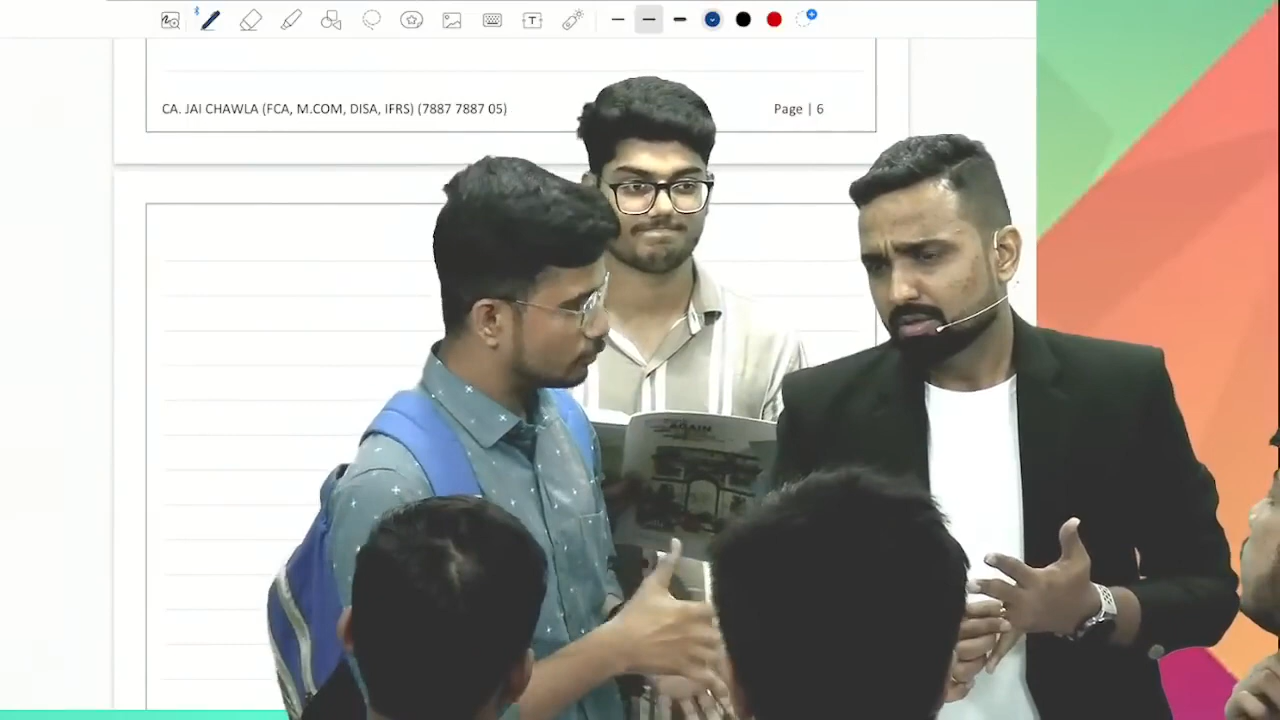 T
CA. JAI CHAWLA (FCA, M.COM, DISA, IFRS) (7887 7887 05)
Page | 6
AGAIN